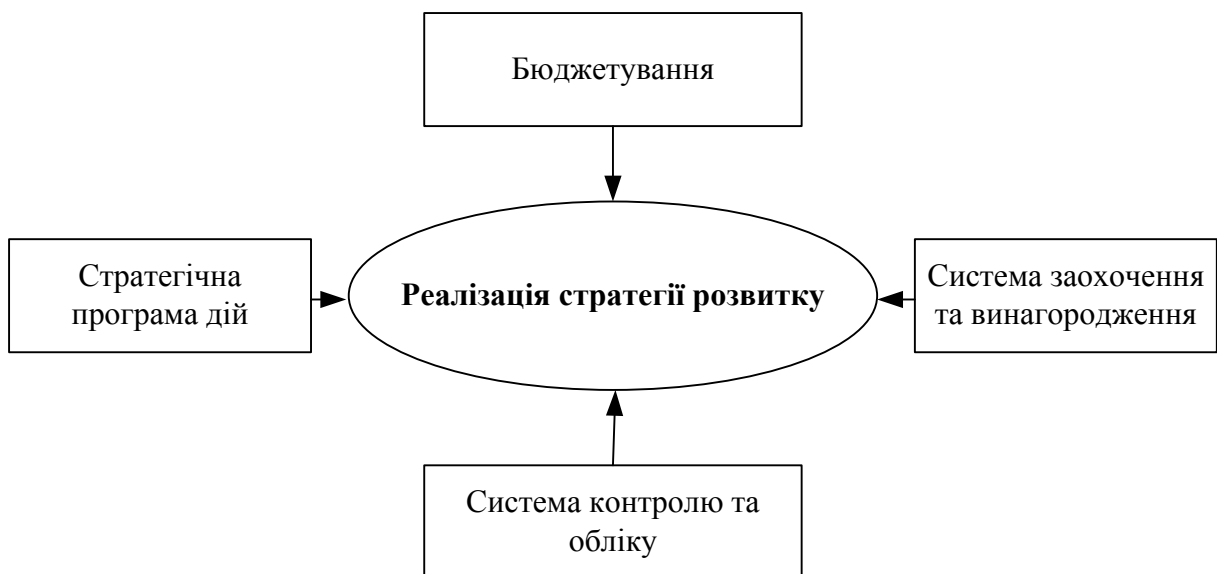 Бюджетування
Стратегічна
програма дій
Реалізація стратегії розвитку
Система заохочення
та винагородження
Система контролю та
обліку